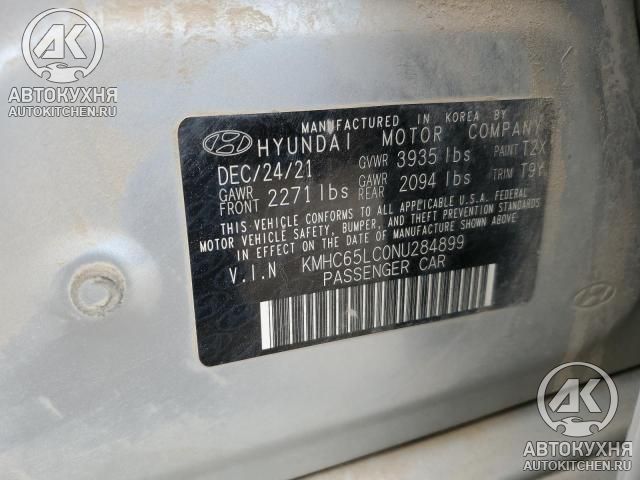 АК
АВТОКУХНЯ
AUTOKITCHEN.RU
MANUFACTURED IN KOREA BY
HYUNDAI MOTOR COMPANY
DEC/24/21 GVWR 3935 lbs PAINT T2X
GAWR FRONT 2271 lbs GAWR REAR 2094 lbs TRIM T9Y
THIS VEHICLE CONFORMS TO ALL APPLICABLE U.S.A. FEDERAL
MOTOR VEHICLE SAFETY, BUMPER, AND THEFT PREVENTION STANDARDS
IN EFFECT ON THE DATE OF MANUFACTURE SHOWN ABOVE.
V.I.N KMHC65LC0NU284899
PASSENGER CAR
АК
АВТОКУХНЯ
AUTOKITCHEN.RU